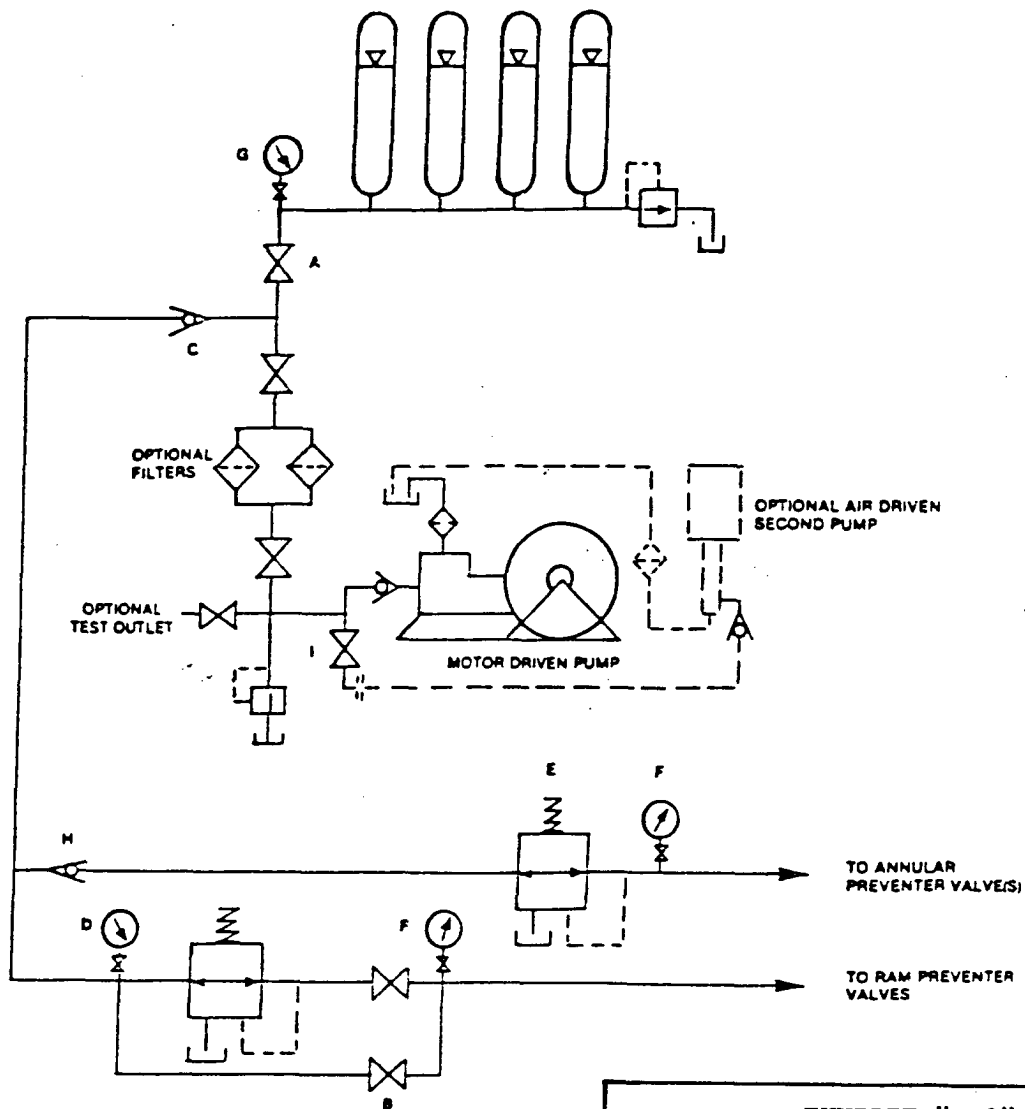 G
A
C
OPTIONAL
FILTERS
OPTIONAL AIR DRIVEN
SECOND PUMP
OPTIONAL
TEST OUTLET
I
MOTOR DRIVEN PUMP
E
F
H
TO ANNULAR
PREVENTER VALVE(S)
D
F
TO RAM PREVENTER
VALVES
B